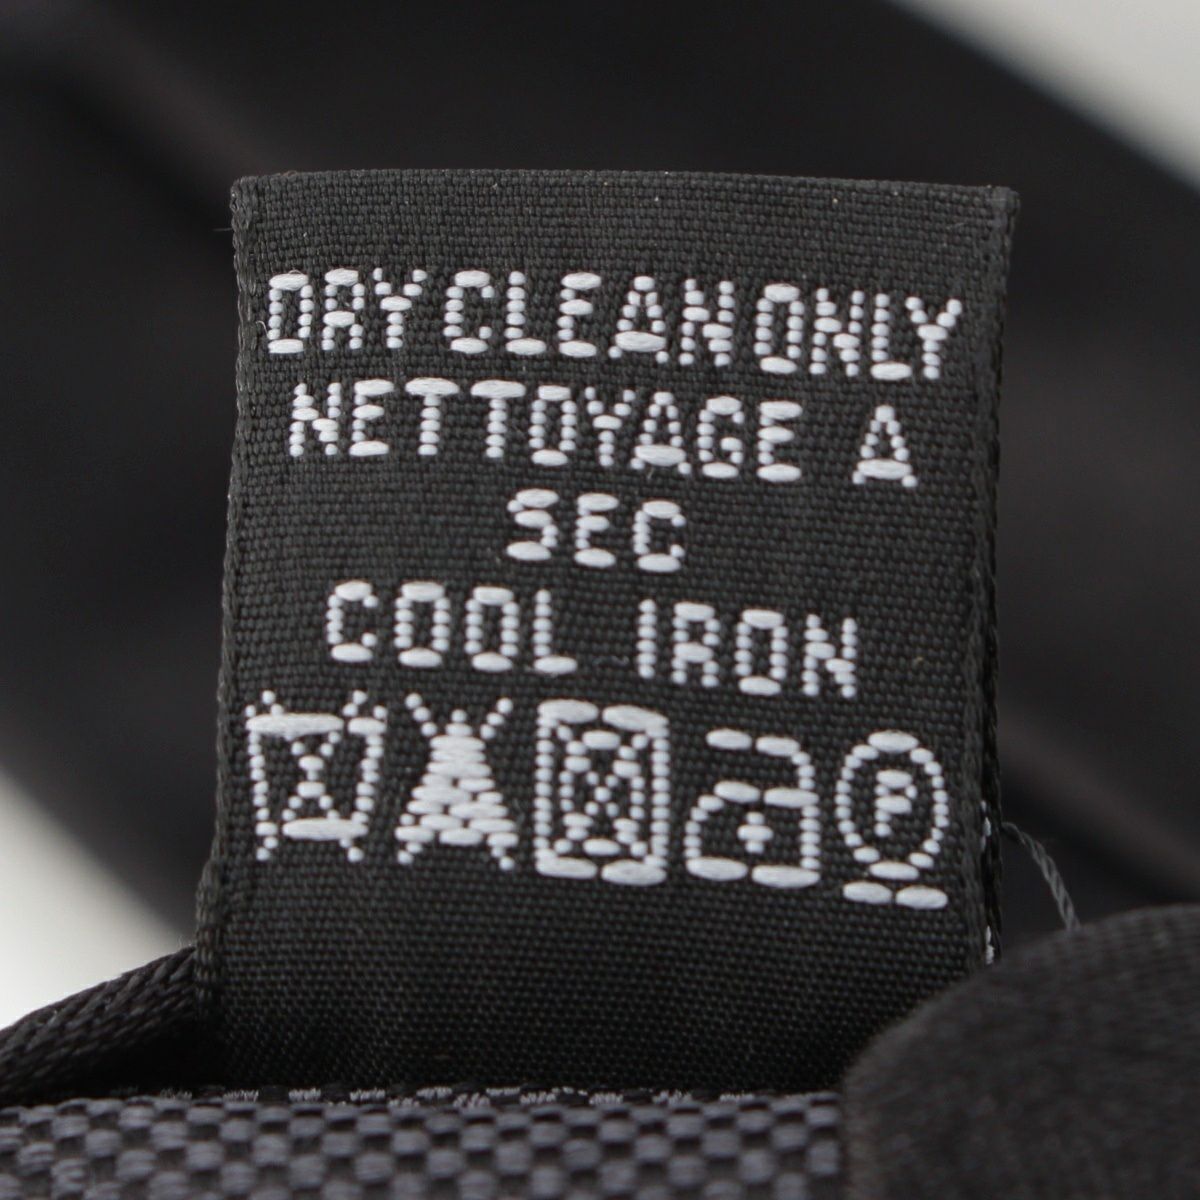 DRY CLEAN ONLY
NETTOYAGE A
SEC
COOL IRON
P